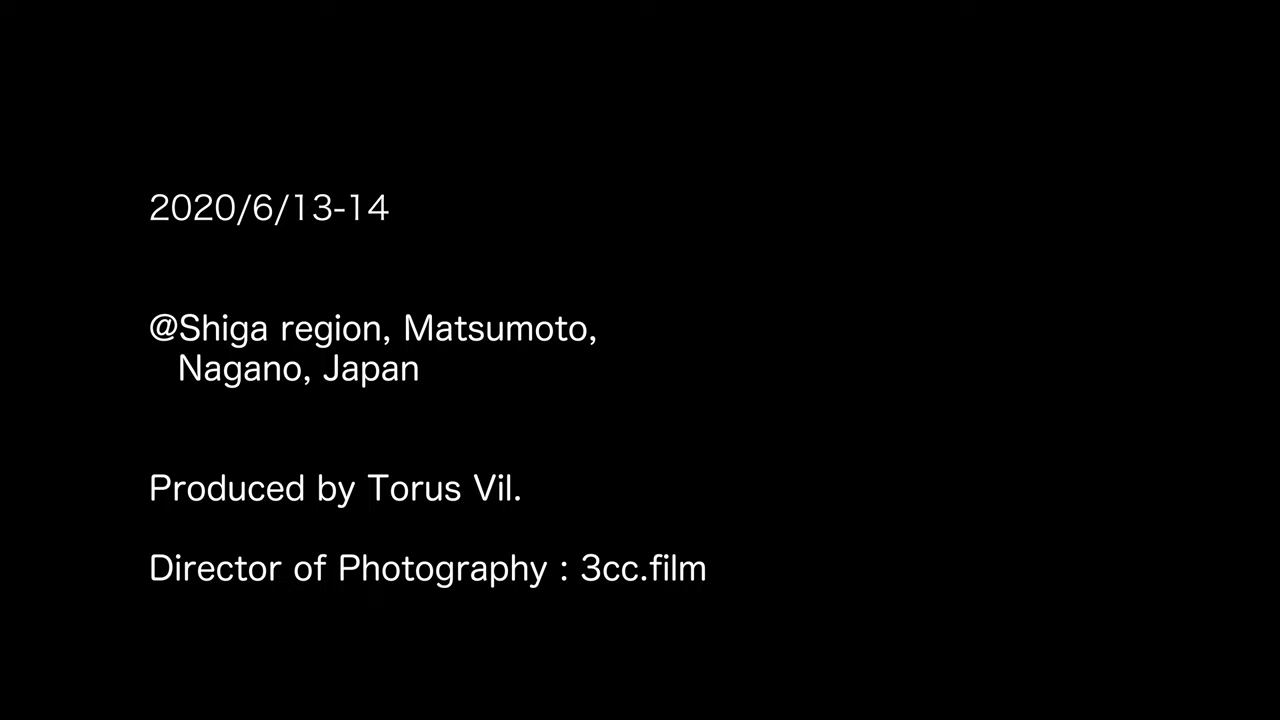 2020/6/13-14
@Shiga region, Matsumoto,
Nagano, Japan
Produced by Torus Vil.
Director of Photography : 3cc.film